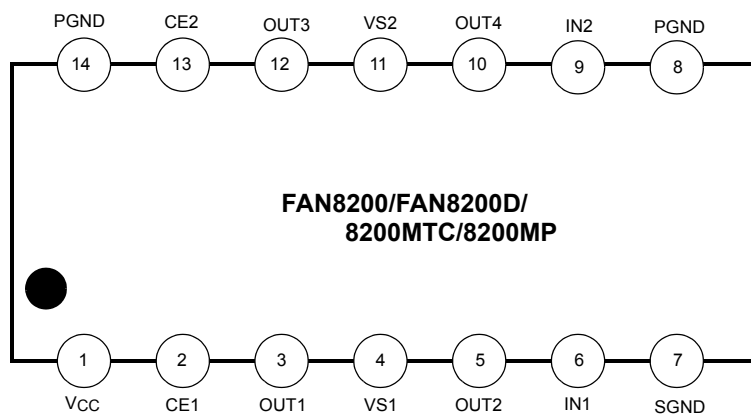 PGND CE2 OUT3 VS2 OUT4 IN2 PGND
14 13 12 11 10 9 8
FAN8200/FAN8200D/
8200MTC/8200MP
1 2 3 4 5 6 7
VCC CE1 OUT1 VS1 OUT2 IN1 SGND